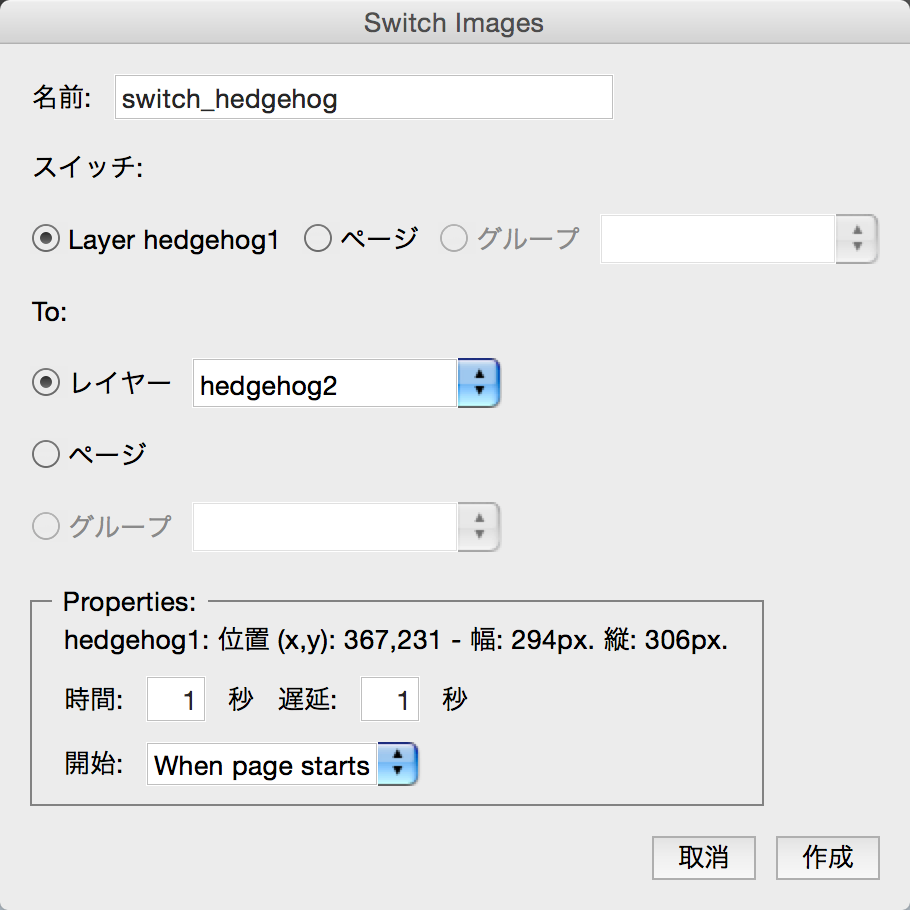 Switch Images
名前: switch_hedgehog
スイッチ:
Layer hedgehog1 ページ グループ
To:
レイヤー hedgehog2
ページ
グループ
Properties:
hedgehog1: 位置 (x,y): 367,231 - 幅: 294px. 縦: 306px.
時間: 1 秒 遅延: 1 秒
開始: When page starts
取消 作成